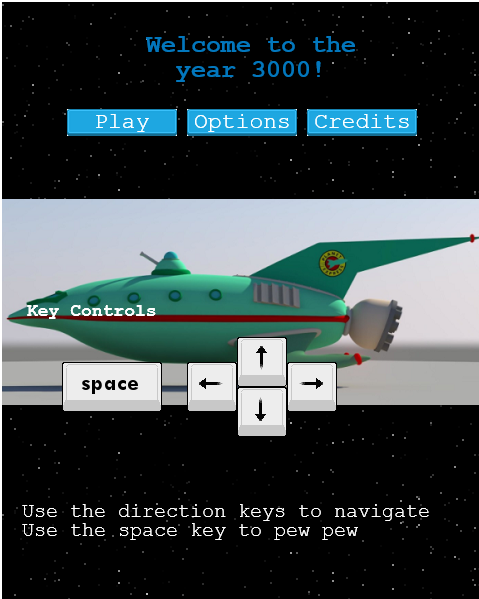 Welcome to the
year 3000!
Play Options Credits
Key Controls
space ← ↑ ↓ →
Use the direction keys to navigate
Use the space key to pew pew